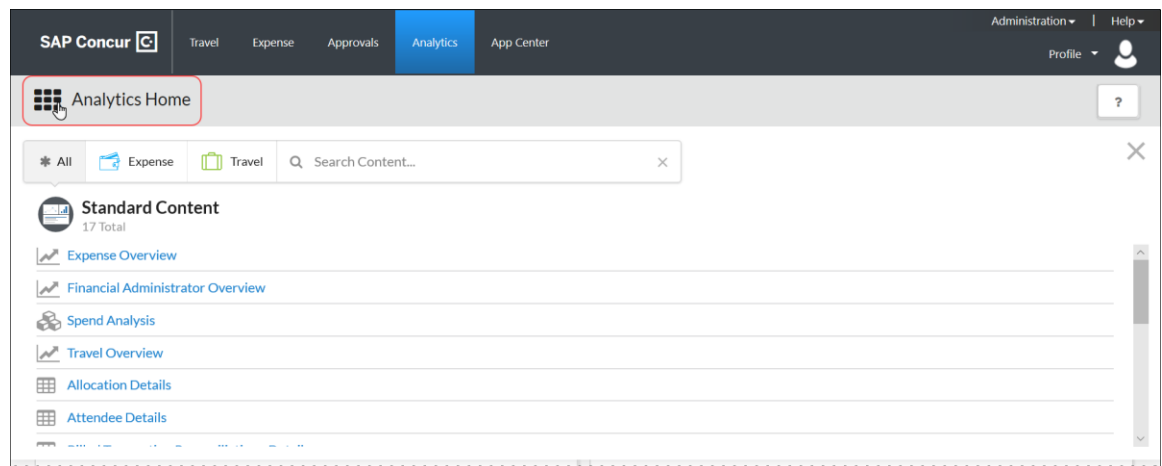 Administration | Help
SAP Concur C Travel Expense Approvals Analytics App Center
Profile
Analytics Home ?
All Expense Travel Search Content...
Standard Content
17 Total
Expense Overview
Financial Administrator Overview
Spend Analysis
Travel Overview
Allocation Details
Attendee Details